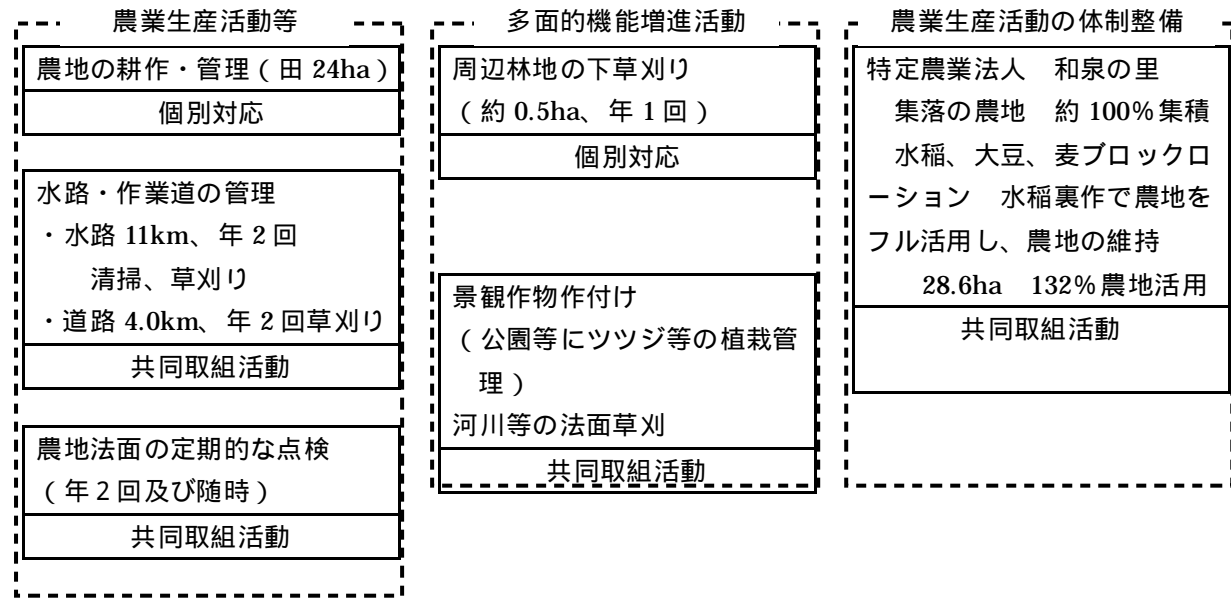 農業生産活動等
農地の耕作・管理（田 24ha）
個別対応
水路・作業道の管理
・水路 11km、年 2 回
清掃、草刈り
・道路 4.0km、年 2 回草刈り
共同取組活動
農地法面の定期的な点検
（年２回及び随時）
共同取組活動
多面的機能増進活動
周辺林地の下草刈り
（約 0.5ha、年 1 回）
個別対応
景観作物作付け
（公園等にツツジ等の植栽管
理）
河川等の法面草刈
共同取組活動
農業生産活動の体制整備
特定農業法人　和泉の里
集落の農地　約 100％集積
水稲、大豆、麦ブロックロ
ーション　水稲裏作で農地を
フル活用し、農地の維持
28.6ha　132％農地活用
共同取組活動